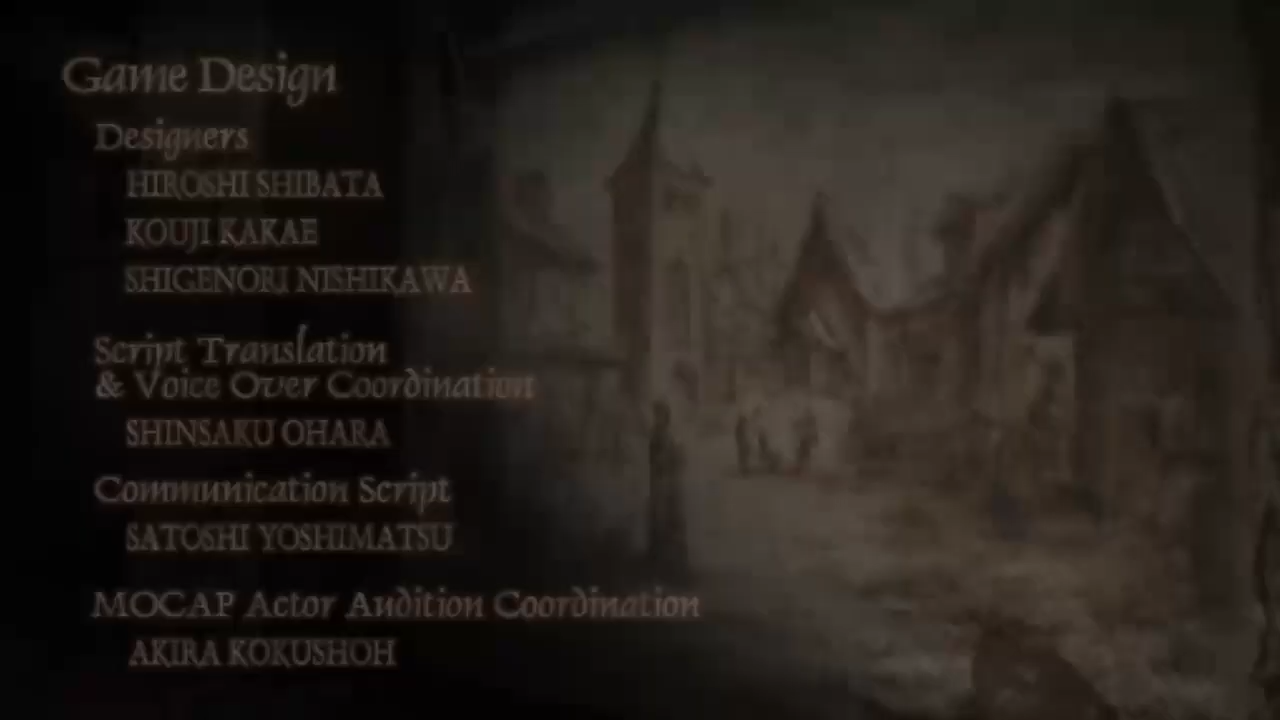 Game Design
Designers
HIROSHI SHIBATA
KOUJI KAKAE
SHIGENORI NISHIKAWA
Script Translation
& Voice Over Coordination
SHINSAKU OHARA
Communication Script
SATOSHI YOSHIMATSU
MOCAP Actor Audition Coordination
AKIRA KOKUSHOH